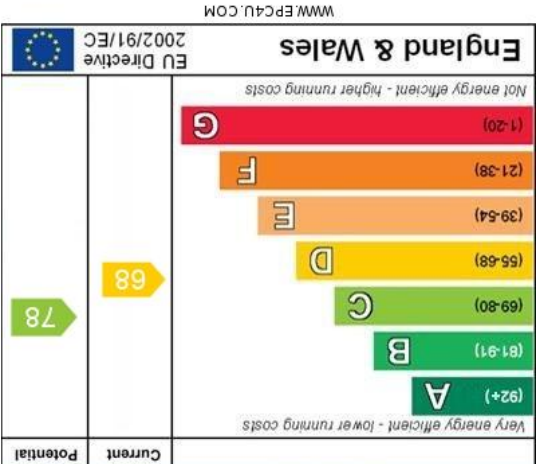 Current Potential
Very energy efficient - lower running costs
(92+) A
(81-91) B
(69-80) C
(55-68) D
(39-54) E
(21-38) F
(1-20) G
68
78
Not energy efficient - higher running costs
England & Wales
EU Directive
2002/91/EC
WWW.EPC4U.COM